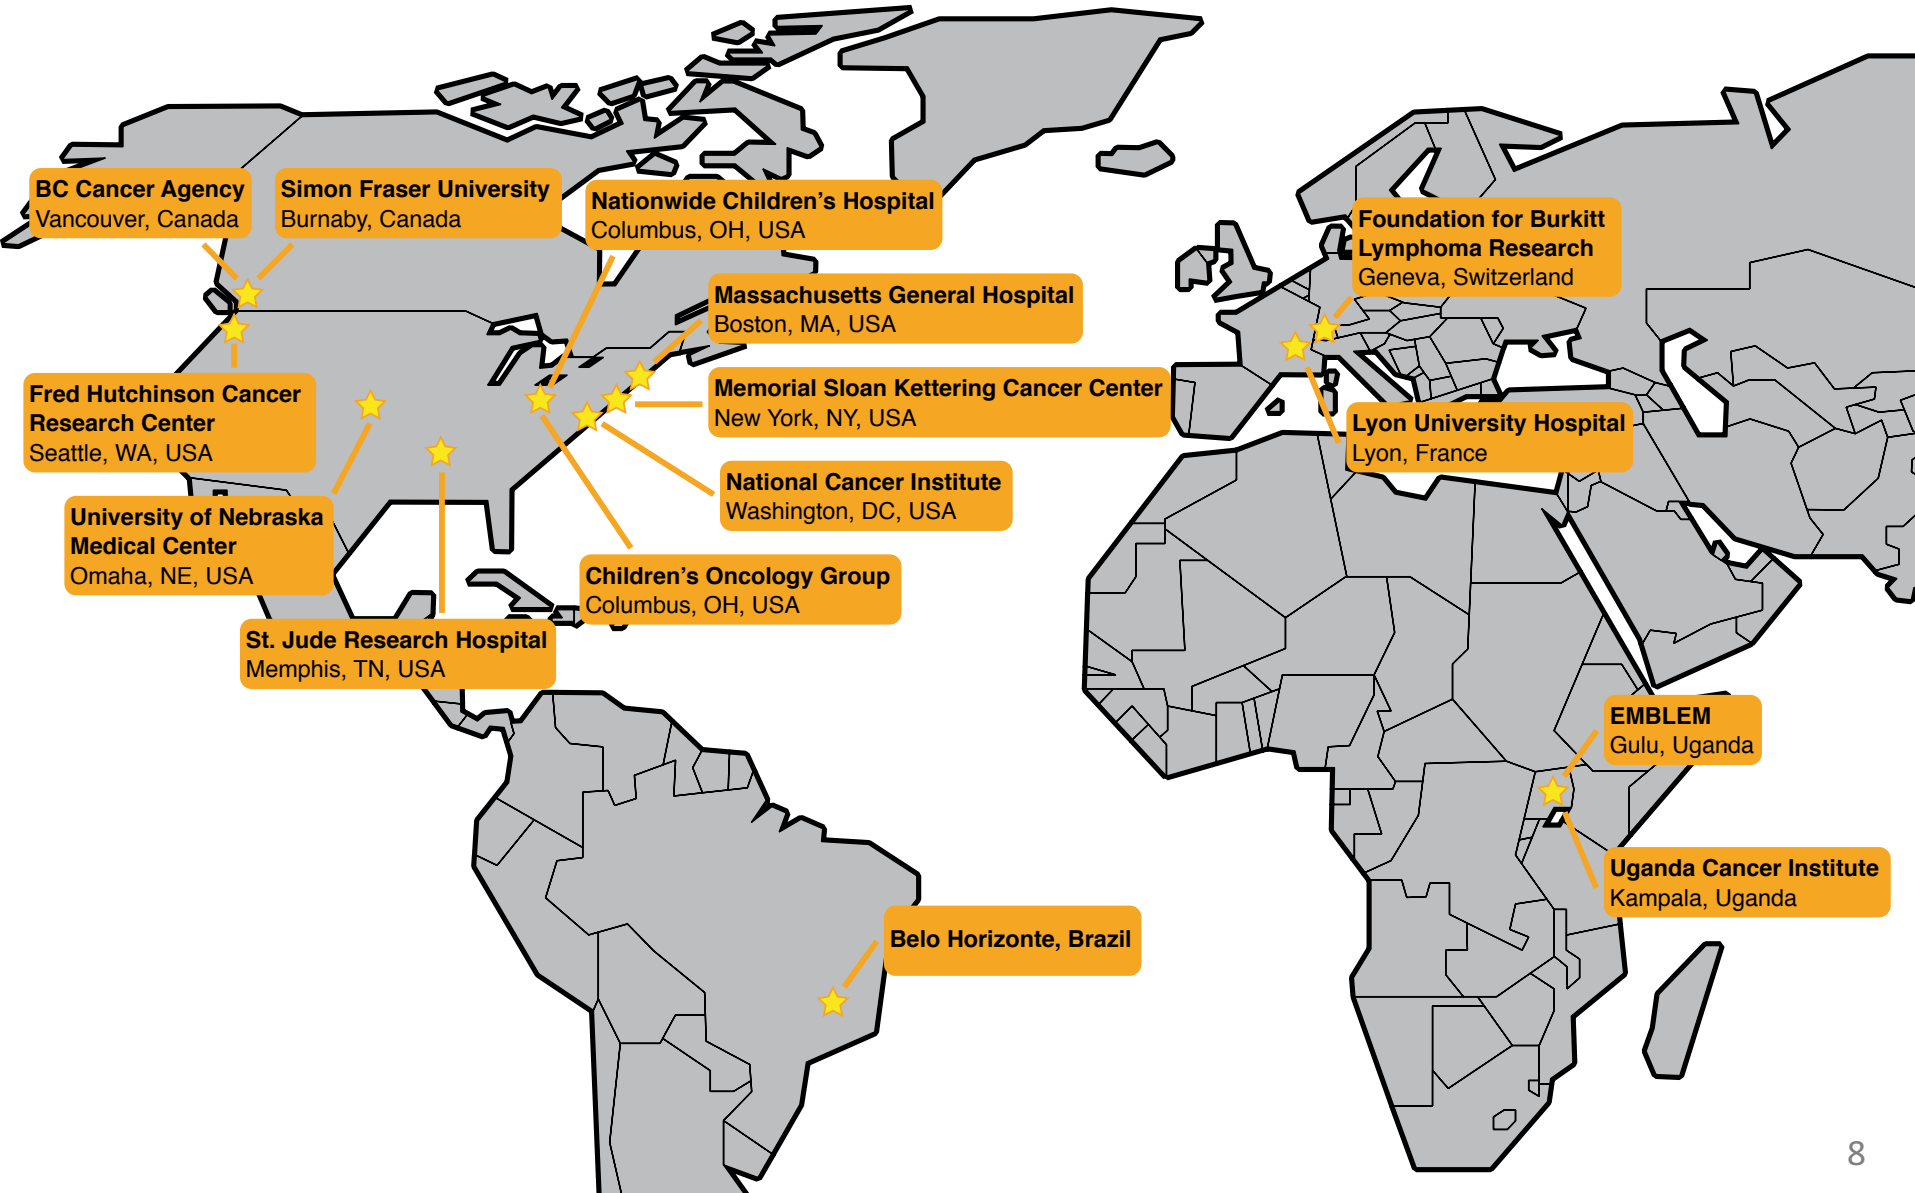 BC Cancer Agency
Vancouver, Canada
Simon Fraser University
Burnaby, Canada
Nationwide Children's Hospital
Columbus, OH, USA
Foundation for Burkitt
Lymphoma Research
Geneva, Switzerland
Massachusetts General Hospital
Boston, MA, USA
Fred Hutchinson Cancer
Research Center
Seattle, WA, USA
Memorial Sloan Kettering Cancer Center
New York, NY, USA
Lyon University Hospital
Lyon, France
National Cancer Institute
Washington, DC, USA
University of Nebraska
Medical Center
Omaha, NE, USA
Children's Oncology Group
Columbus, OH, USA
St. Jude Research Hospital
Memphis, TN, USA
EMBLEM
Gulu, Uganda
Uganda Cancer Institute
Kampala, Uganda
Belo Horizonte, Brazil
8